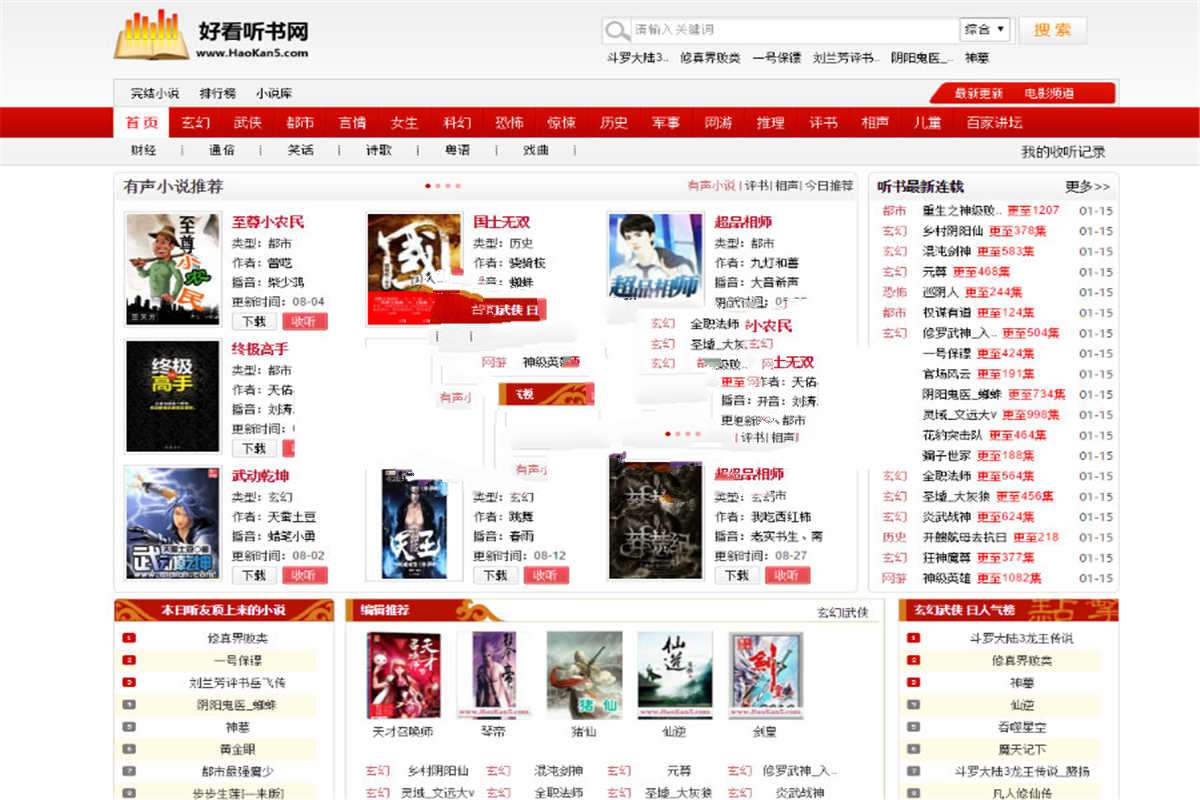 好看听书网
www.HaoKan5.com
请输入关键词 综合 搜 索
斗罗大陆3.. 修真界败类 一号保镖 刘兰芳评书.. 阴阳鬼医_.. 神墓
完结小说 排行榜 小说库
最新更新 电影频道
首 页 玄幻 武侠 都市 言情 女生 科幻 恐怖 惊悚 历史 军事 网游 推理 评书 相声 儿童 百家讲坛
财经 | 通俗 | 笑话 | 诗歌 | 粤语 | 戏曲 |
我的收听记录
有声小说推荐
有声小说 | 评书 | 相声 | 今日推荐
至尊小农民
类型：都市
作者：曾吃
播音：柴少鸿
更新时间：08-04
下载 收听
国士无双
类型：历史
作者：骁骑校
超品相师
类型：都市
作者：九灯和善
播音：大音希声
终极高手
类型：都市
作者：天佑
播音：刘涛
更新时间：
下载
玄幻 全职法师 小农民
玄幻 圣墟_大灰 玄幻
玄幻
士无双
网游 神级英雄
作者：天佑
都市
评书 | 相声
有声小
有声小
武动乾坤
类型：玄幻
作者：天蚕土豆
播音：蜡笔小勇
更新时间：08-02
下载 收听
类型：玄幻
作者：跳舞
播音：春雨
更新时间：08-12
下载 收听
品相师
作者：我吃西红柿
播音：老实书生、南
更新时间：08-27
下载 收听
听书最新连载 更多>>
都市 重生之神级败.. 更至1207 01-15
玄幻 乡村阴阳仙 更至378集 01-15
玄幻 混沌剑神 更至583集 01-15
玄幻 元尊 更至468集 01-15
恐怖 巡阴人 更至244集 01-15
都市 权谋有道 更至124集 01-15
玄幻 修罗武神_入.. 更至504集 01-15
一号保镖 更至424集 01-15
官场风云 更至191集 01-15
阴阳鬼医_蜘蛛 更至734集 01-15
灵域_文远大v 更至998集 01-15
花豹突击队 更至464集 01-15
骗子世家 更至188集 01-15
玄幻 全职法师 更至564集 01-15
玄幻 圣墟_大灰狼 更至456集 01-15
玄幻 炎武战神 更至624集 01-15
历史 开艘航母去抗日 更至218 01-15
玄幻 狂神魔尊 更至377集 01-15
网游 神级英雄 更至1082集 01-15
本日听友顶上来的小说
1 修真界败类
2 一号保镖
3 刘兰芳评书岳飞传
4 阴阳鬼医_蜘蛛
5 神墓
6 黄金眼
7 都市最强魔少
8 步步生莲[一来版]
编辑推荐 玄幻武侠
天才召唤师 琴帝 猪仙 仙逆 剑皇
玄幻 乡村阴阳仙 玄幻 混沌剑神 玄幻 元尊 玄幻 修罗武神_入..
玄幻 灵域_文远大v 玄幻 全职法师 玄幻 圣墟_大灰狼 玄幻 炎武战神
玄幻武侠 日人气榜
1 斗罗大陆3龙王传说
2 修真界败类
3 神墓
4 仙逆
5 吞噬星空
6 魔天记下
7 斗罗大陆3龙王传说_赟扬
8 凡人修仙传